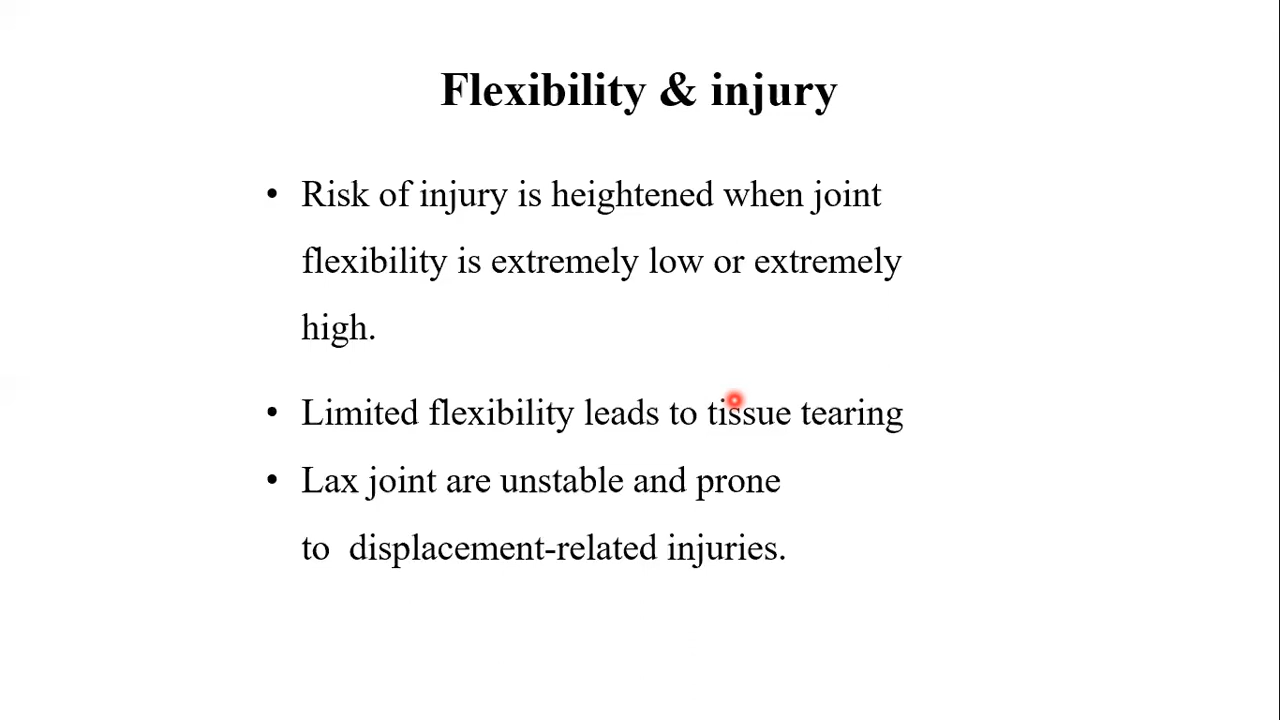 Flexibility & injury
• Risk of injury is heightened when joint
flexibility is extremely low or extremely
high.
• Limited flexibility leads to tissue tearing
• Lax joint are unstable and prone
to  displacement-related injuries.